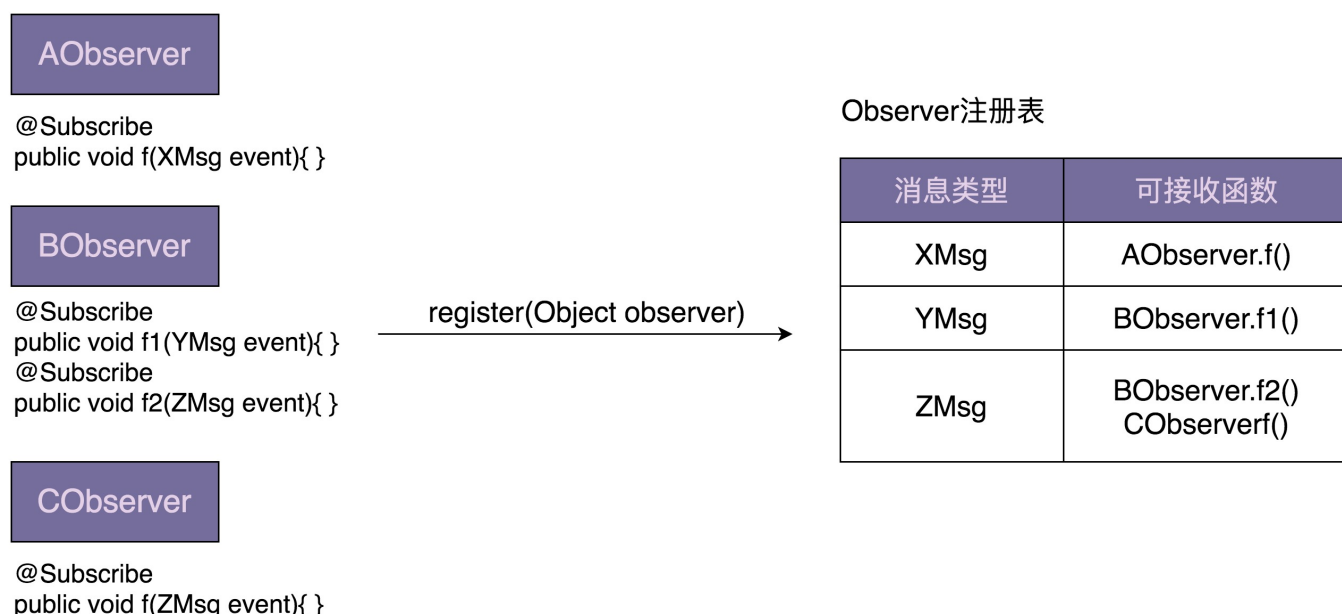 AObserver
@Subscribe
public void f(XMsg event){ }
BObserver
@Subscribe
public void f1(YMsg event){ }
@Subscribe
public void f2(ZMsg event){ }
CObserver
@Subscribe
public void f(ZMsg event){ }
register(Object observer)
Observer注册表
消息类型 可接收函数
XMsg AObserver.f()
YMsg BObserver.f1()
ZMsg BObserver.f2()
CObserverf()